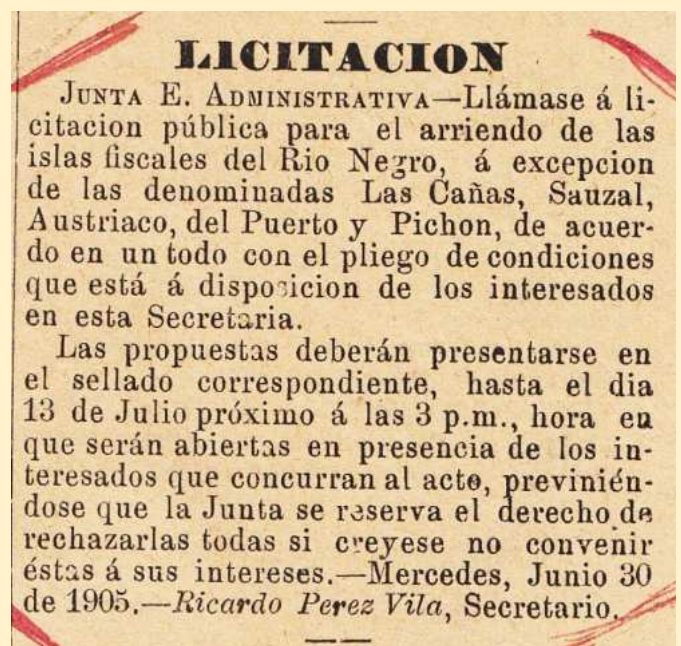 LICITACION
JUNTA E. ADMINISTRATIVA—Llámase á li-
citacion pública para el arriendo de las
islas fiscales del Rio Negro, á excepcion
de las denominadas Las Cañas, Sauzal,
Austriaco, del Puerto y Pichon, de acuer-
do en un todo con el pliego de condiciones
que está á disposicion de los interesados
en esta Secretaria.
Las propuestas deberán presentarse en
el sellado correspondiente, hasta el dia
13 de Julio próximo á las 3 p.m., hora en
que serán abiertas en presencia de los in-
teresados que concurran al acto, previnién-
dose que la Junta se reserva el derecho de
rechazarlas todas si creyese no convenir
éstas á sus intereses.—Mercedes, Junio 30
de 1905.—Ricardo Perez Vila, Secretario.